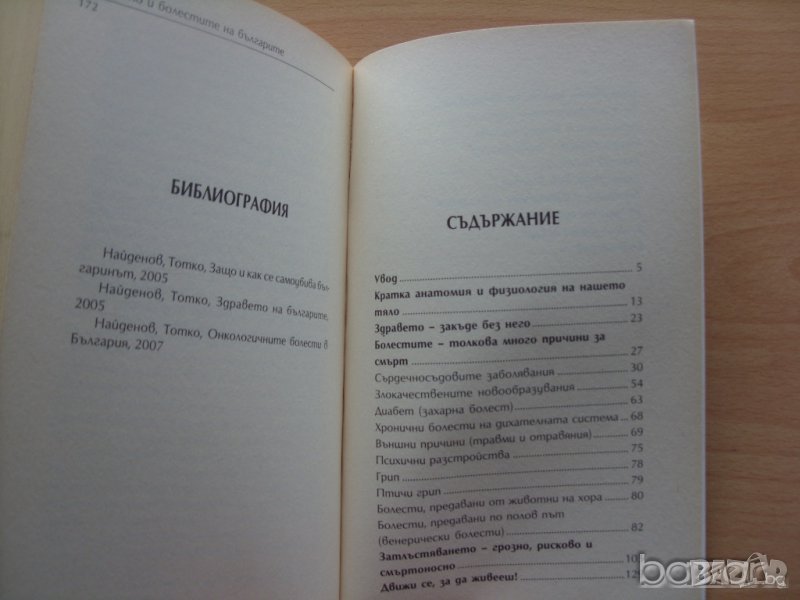 172
и болестите на българите
БИБЛИОГРАФИЯ
Найденов, Тотко, Защо и как се самоубива бъл-
гаринът, 2005
Найденов, Тотко, Здравето на българите,
2005
Найденов, Тотко, Онкологичните болести в
България, 2007
СЪДЪРЖАНИЕ
Увод 5
Кратка анатомия и физиология на нашето
тяло 13
Здравето – закъде без него 23
Болестите – толкова много причини за
смърт 27
Сърдечносъдовите заболявания 30
Злокачествените новообразувания 54
Диабет (захарна болест) 63
Хронични болести на дихателната система 68
Външни причини (травми и отравяния) 69
Психични разстройства 75
Грип 78
Птичи грип 79
Болести, предавани от животни на хора 80
Болести, предавани по полов път
(венерически болести) 82
Затлъстяването – грозно, рисково и
смъртоносно
Движи се, за да живееш!